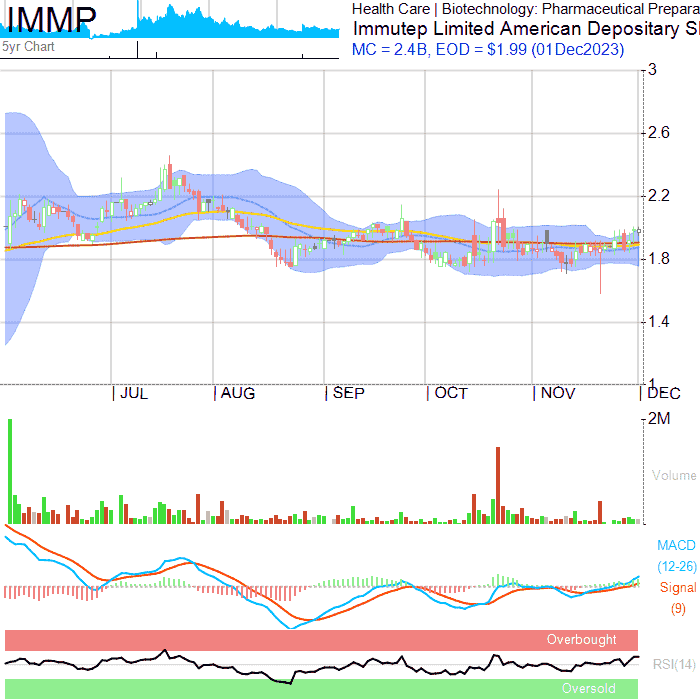 IMMP
Health Care | Biotechnology: Pharmaceutical Prepara
Immutep Limited American Depositary S
MC = 2.4B, EOD = $1.99 (01Dec2023)
5yr Chart
3
2.6
2.2
1.8
1.4
1
JUL AUG SEP OCT NOV DEC
2M
Volume
MACD
(12-26)
Signal
(9)
Overbought
RSI(14)
Oversold